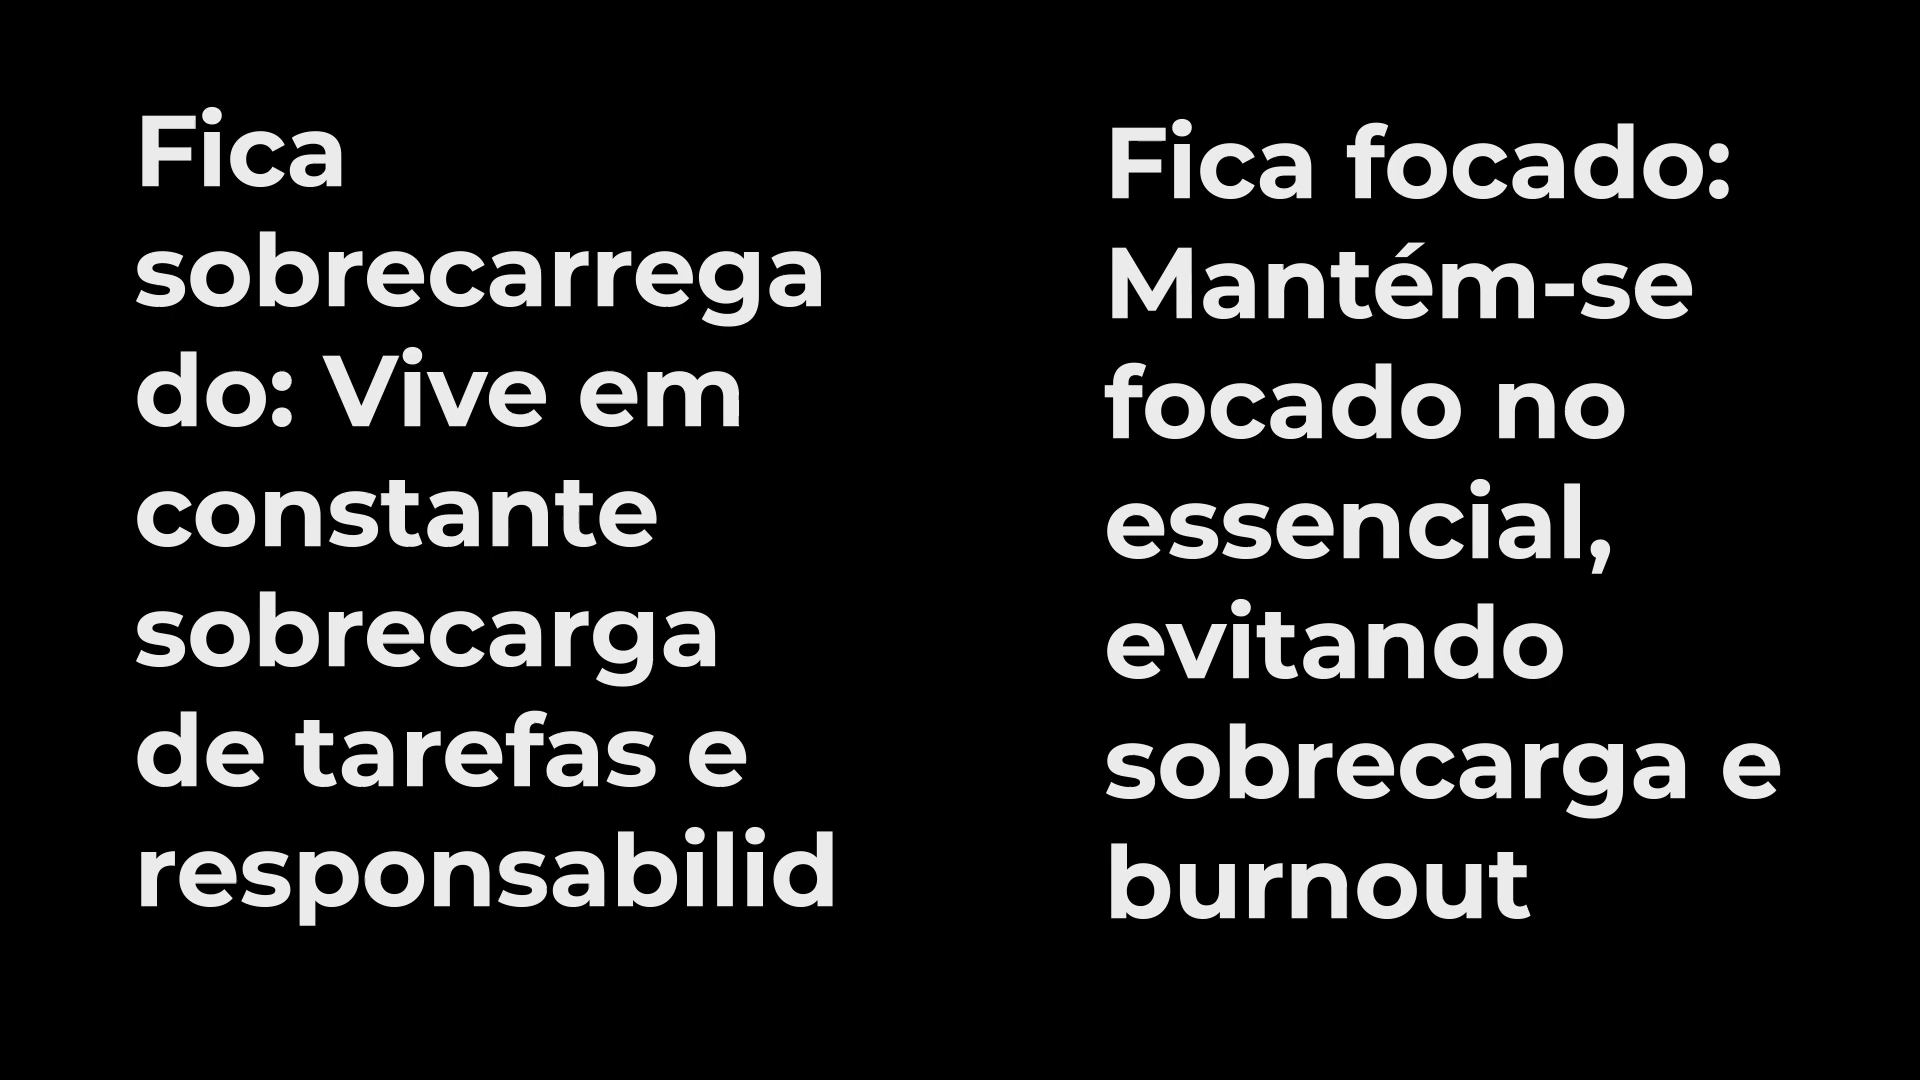 Fica
sobrecarrega
do: Vive em
constante
sobrecarga
de tarefas e
responsabilid
Fica focado:
Mantém-se
focado no
essencial,
evitando
sobrecarga e
burnout